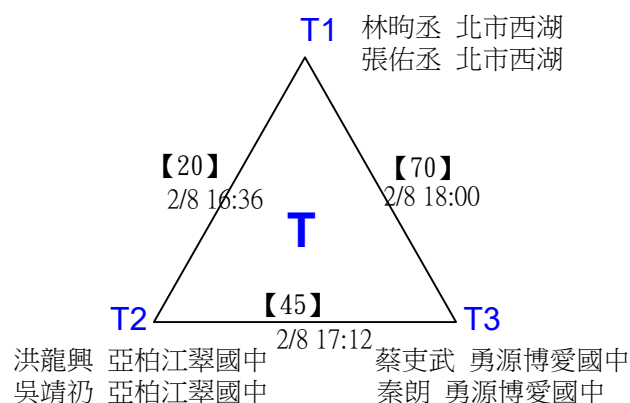 T1 林昫丞 北市西湖
張佑丞 北市西湖
【20】
2/8 16:36
【70】
2/8 18:00
T
【45】
2/8 17:12
T2
T3
洪龍興 亞柏江翠國中
吳靖礽 亞柏江翠國中
蔡吏武 勇源博愛國中
秦朗 勇源博愛國中